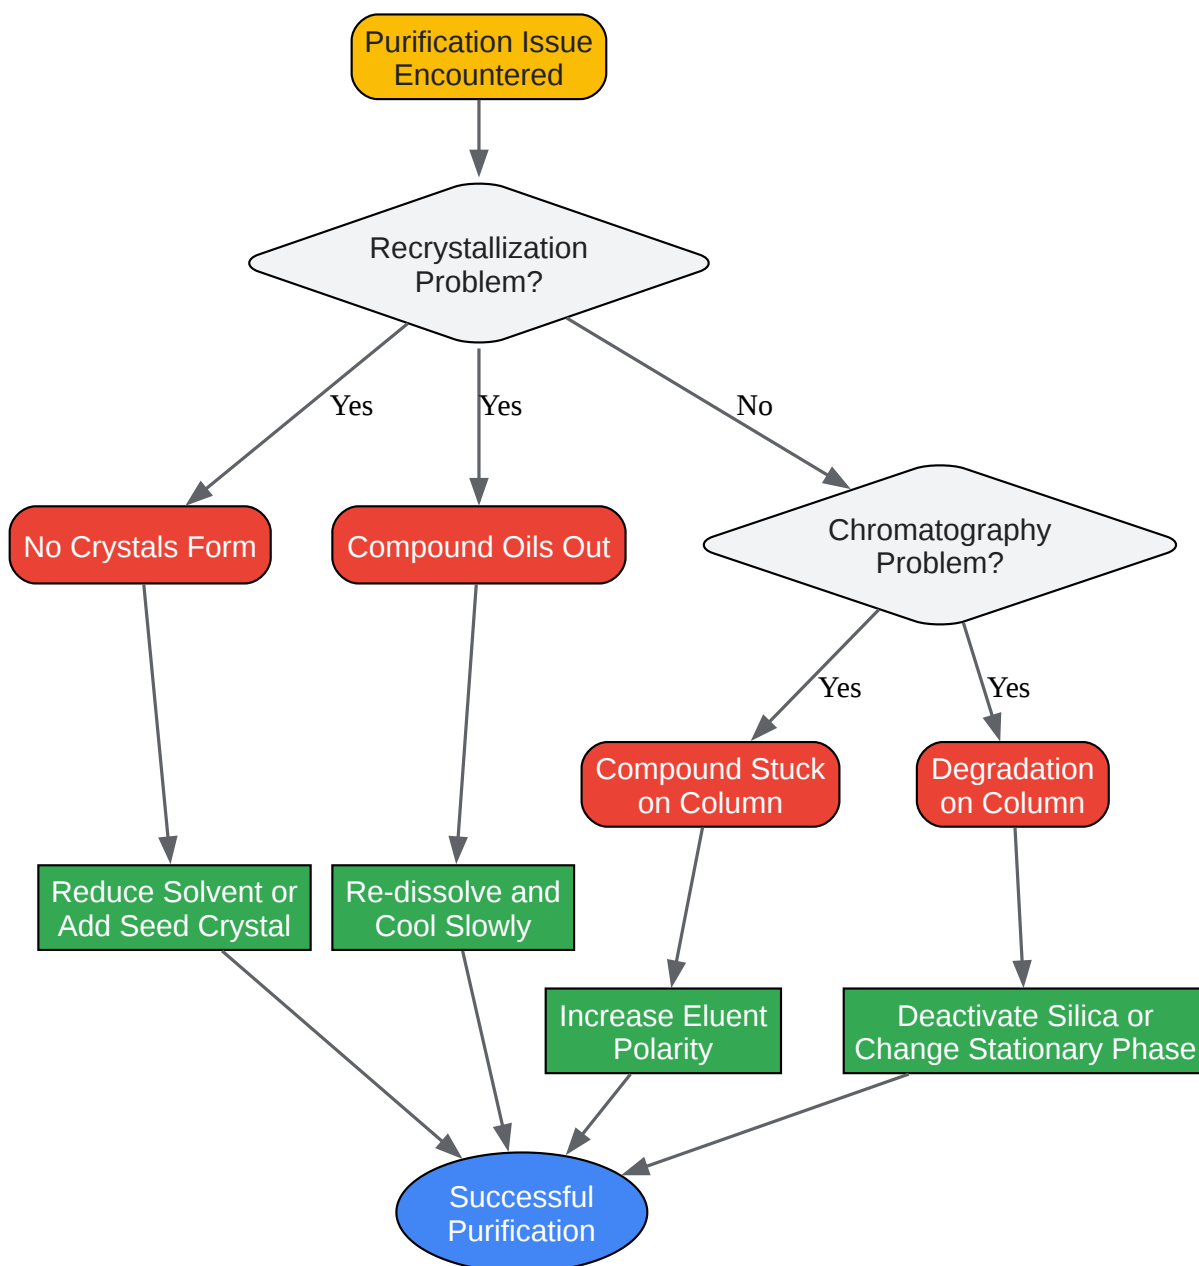 Purification Issue
Encountered
Recrystallization
Problem?
Yes
Yes
No
No Crystals Form
Compound Oils Out
Chromatography
Problem?
Yes
Yes
Compound Stuck
on Column
Degradation
on Column
Reduce Solvent or
Add Seed Crystal
Re-dissolve and
Cool Slowly
Increase Eluent
Polarity
Deactivate Silica or
Change Stationary Phase
Successful
Purification